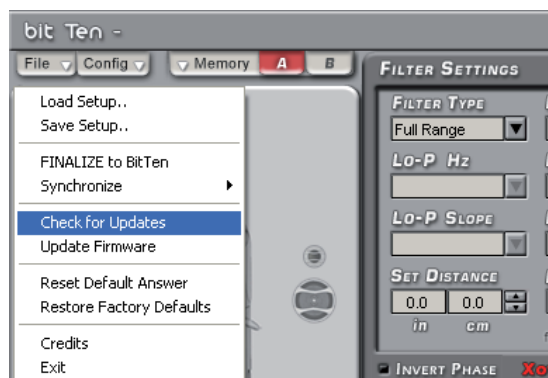 bit Ten -
File Config Memory A B
Load Setup..
Save Setup..
FINALIZE to BitTen
Synchronize
Check for Updates
Update Firmware
Reset Default Answer
Restore Factory Defaults
Credits
Exit
FILTER SETTINGS
FILTER TYPE
Full Range
LO-P HZ
LO-P SLOPE
SET DISTANCE
0.0 0.0
in cm
INVERT PHASE